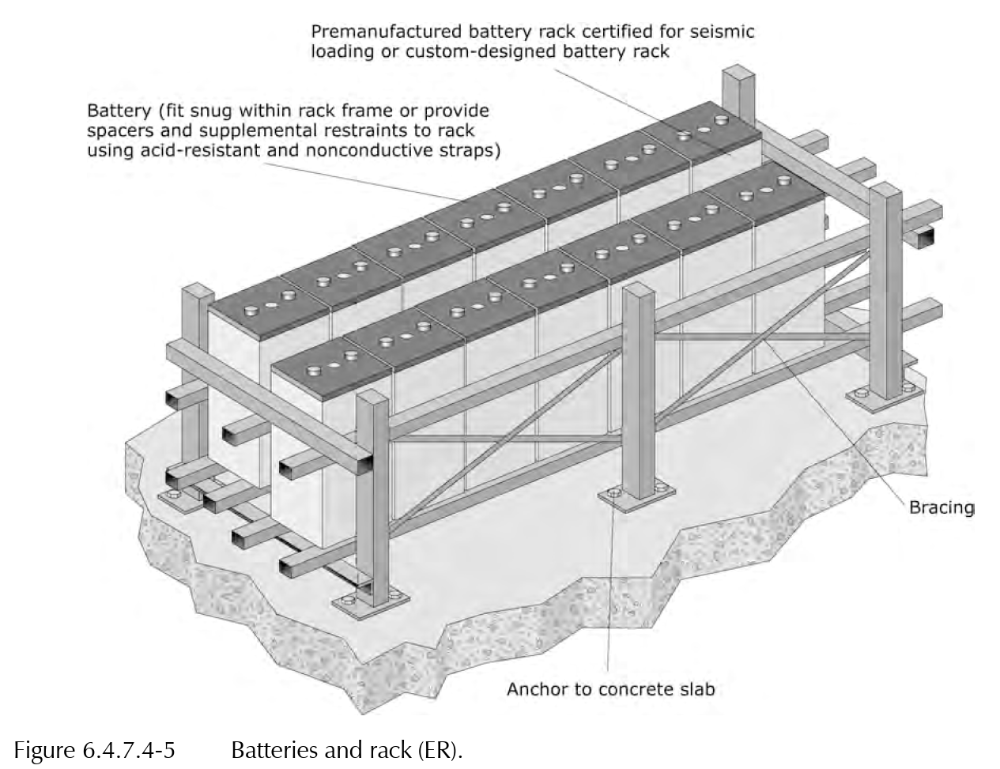 Premanufactured battery rack certified for seismic
loading or custom-designed battery rack
Battery (fit snug within rack frame or provide
spacers and supplemental restraints to rack
using acid-resistant and nonconductive straps)
Bracing
Anchor to concrete slab
Figure 6.4.7.4-5 Batteries and rack (ER).